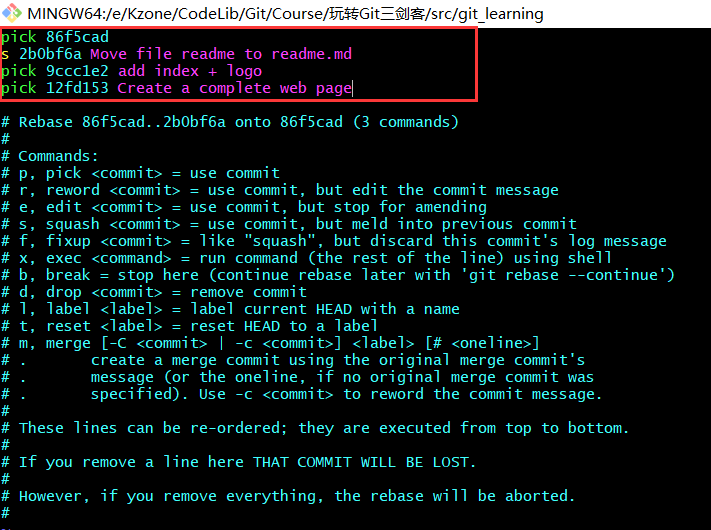 MINGW64:/e/Kzone/CodeLib/Git/Course/玩转Git三剑客/src/git_learning
pick 86f5cad
s 2b0bf6a Move file readme to readme.md
pick 9ccc1e2 add index + logo
pick 12fd153 Create a complete web page
# Rebase 86f5cad..2b0bf6a onto 86f5cad (3 commands)
#
# Commands:
# p, pick <commit> = use commit
# r, reword <commit> = use commit, but edit the commit message
# e, edit <commit> = use commit, but stop for amending
# s, squash <commit> = use commit, but meld into previous commit
# f, fixup <commit> = like "squash", but discard this commit's log message
# x, exec <command> = run command (the rest of the line) using shell
# b, break = stop here (continue rebase later with 'git rebase --continue')
# d, drop <commit> = remove commit
# l, label <label> = label current HEAD with a name
# t, reset <label> = reset HEAD to a label
# m, merge [-C <commit> | -c <commit>] <label> [# <oneline>]
# .       create a merge commit using the original merge commit's
# .       message (or the oneline, if no original merge commit was
# .       specified). Use -c <commit> to reword the commit message.
#
# These lines can be re-ordered; they are executed from top to bottom.
#
# If you remove a line here THAT COMMIT WILL BE LOST.
#
# However, if you remove everything, the rebase will be aborted.
#